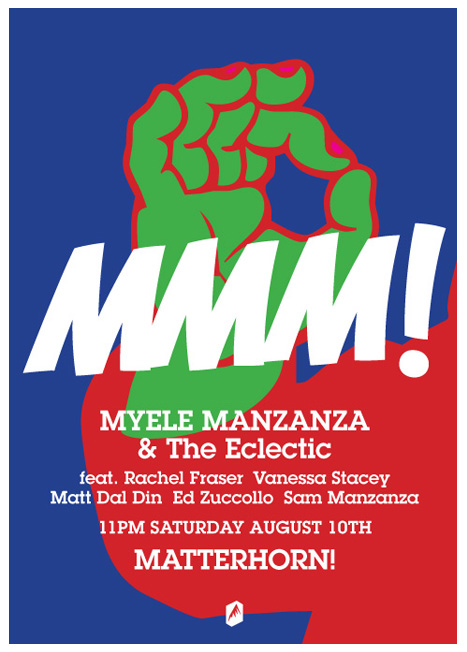 MMM!
MYELE MANZANZA
& The Eclectic
feat. Rachel Fraser Vanessa Stacey
Matt Dal Din Ed Zuccollo Sam Manzanza
11PM SATURDAY AUGUST 10TH
MATTERHORN!